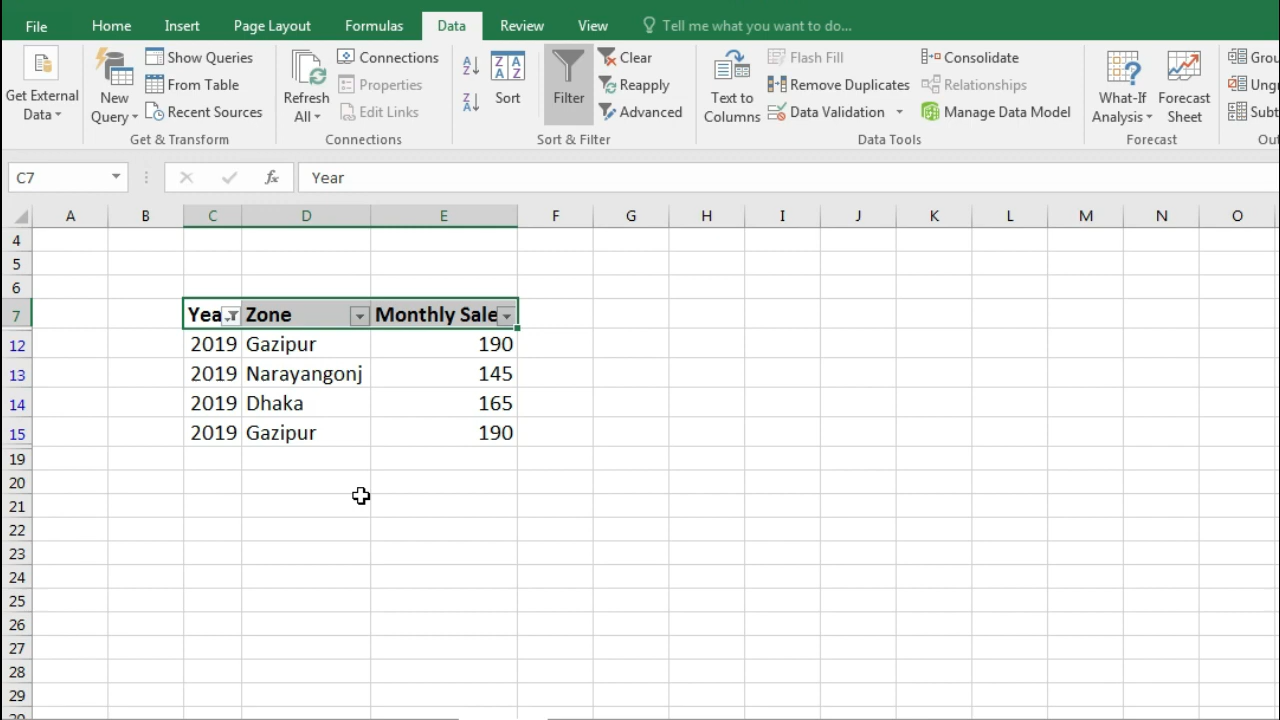 File Home Insert Page Layout Formulas Data Review View Tell me what you want to do...
Get External Data
New Query
Show Queries
From Table
Recent Sources
Get & Transform
Refresh All
Connections
Properties
Edit Links
Connections
Sort
Filter
Clear
Reapply
Advanced
Sort & Filter
Text to Columns
Flash Fill
Remove Duplicates
Data Validation
Consolidate
Relationships
Manage Data Model
Data Tools
What-If Analysis
Forecast Sheet
Forecast
Grou
Ung
Subt
Ou
C7 fx Year
A B C D E F G H I J K L M N O
4
5
6
7 Yea Zone Monthly Sale
12 2019 Gazipur 190
13 2019 Narayangonj 145
14 2019 Dhaka 165
15 2019 Gazipur 190
19
20
21
22
23
24
25
26
27
28
29